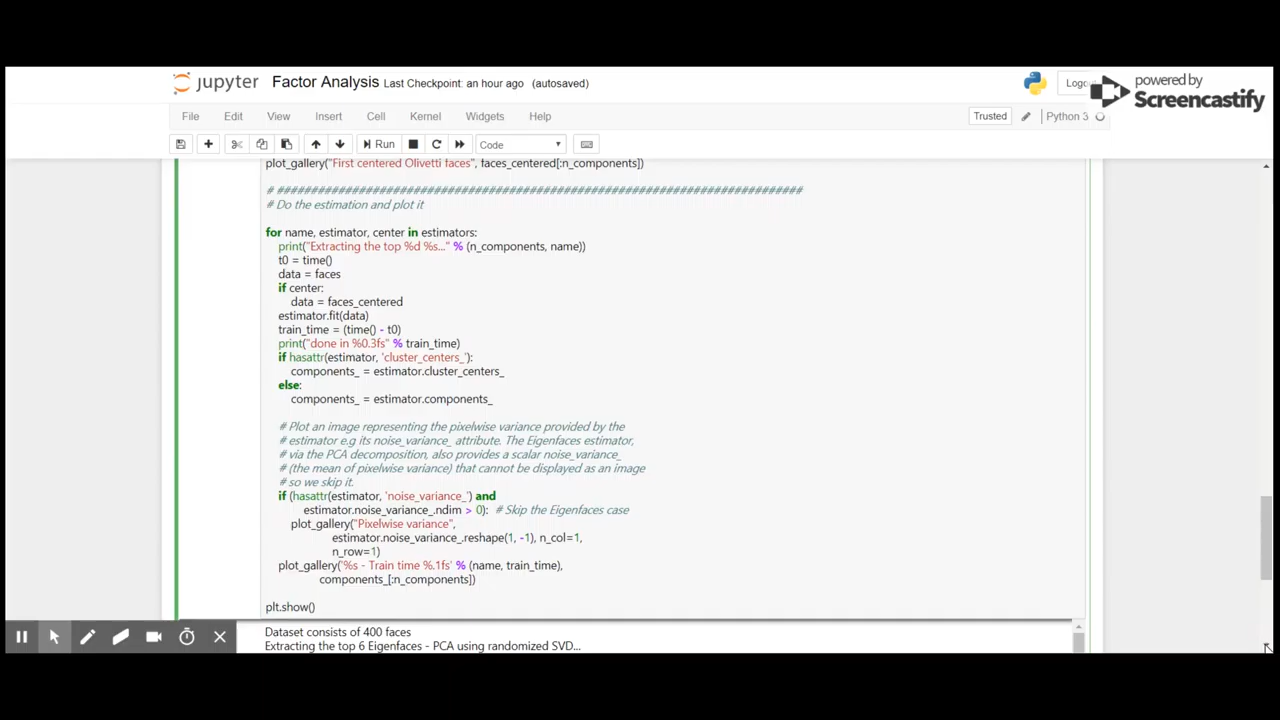 jupyter Factor Analysis Last Checkpoint: an hour ago (autosaved)
powered by
Screencastify
File Edit View Insert Cell Kernel Widgets Help
Trusted
Python 3
Run
Code
plot_gallery("First centered Olivetti faces", faces_centered[:n_components])
# #############################################################################
# Do the estimation and plot it
for name, estimator, center in estimators:
print("Extracting the top %d %s..." % (n_components, name))
t0 = time()
data = faces
if center:
data = faces_centered
estimator.fit(data)
train_time = (time() - t0)
print("done in %0.3fs" % train_time)
if hasattr(estimator, 'cluster_centers_'):
components_ = estimator.cluster_centers_
else:
components_ = estimator.components_
# Plot an image representing the pixelwise variance provided by the
# estimator e.g its noise_variance_ attribute. The Eigenfaces estimator,
# via the PCA decomposition, also provides a scalar noise_variance_
# (the mean of pixelwise variance) that cannot be displayed as an image
# so we skip it.
if (hasattr(estimator, 'noise_variance_') and
estimator.noise_variance_.ndim > 0): # Skip the Eigenfaces case
plot_gallery("Pixelwise variance",
estimator.noise_variance_.reshape(1, -1), n_col=1,
n_row=1)
plot_gallery('%s - Train time %.1fs' % (name, train_time),
components_[:n_components])
plt.show()
Dataset consists of 400 faces
Extracting the top 6 Eigenfaces - PCA using randomized SVD...